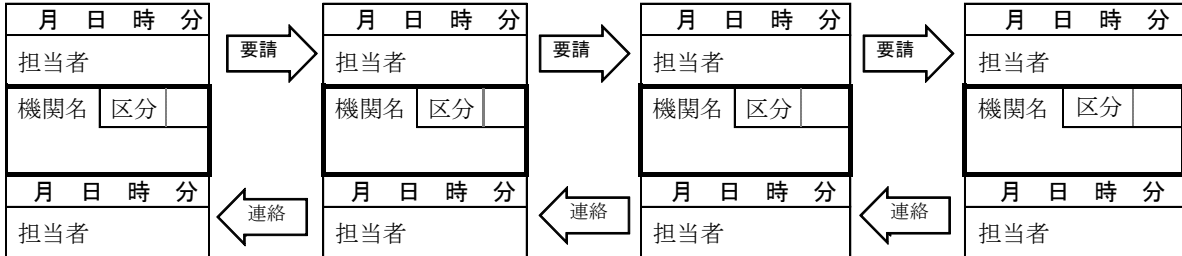 月 日 時 分 月 日 時 分 月 日 時 分 月 日 時 分
要請 要請 要請
担当者 担当者 担当者 担当者
機関名 区分 機関名 区分 機関名 区分 機関名 区分
月 日 時 分 月 日 時 分 月 日 時 分 月 日 時 分
連絡 連絡 連絡
担当者 担当者 担当者 担当者